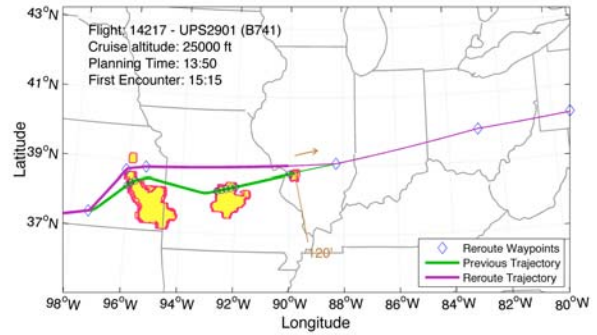 43°N
Flight: 14217 - UPS2901 (B741)
Cruise altitude: 25000 ft
Planning Time: 13:50
First Encounter: 15:15
41°N
Latitude
39°N
37°N
120'
Reroute Waypoints
Previous Trajectory
Reroute Trajectory
98°W 96°W 94°W 92°W 90°W 88°W 86°W 84°W 82°W 80°W
Longitude